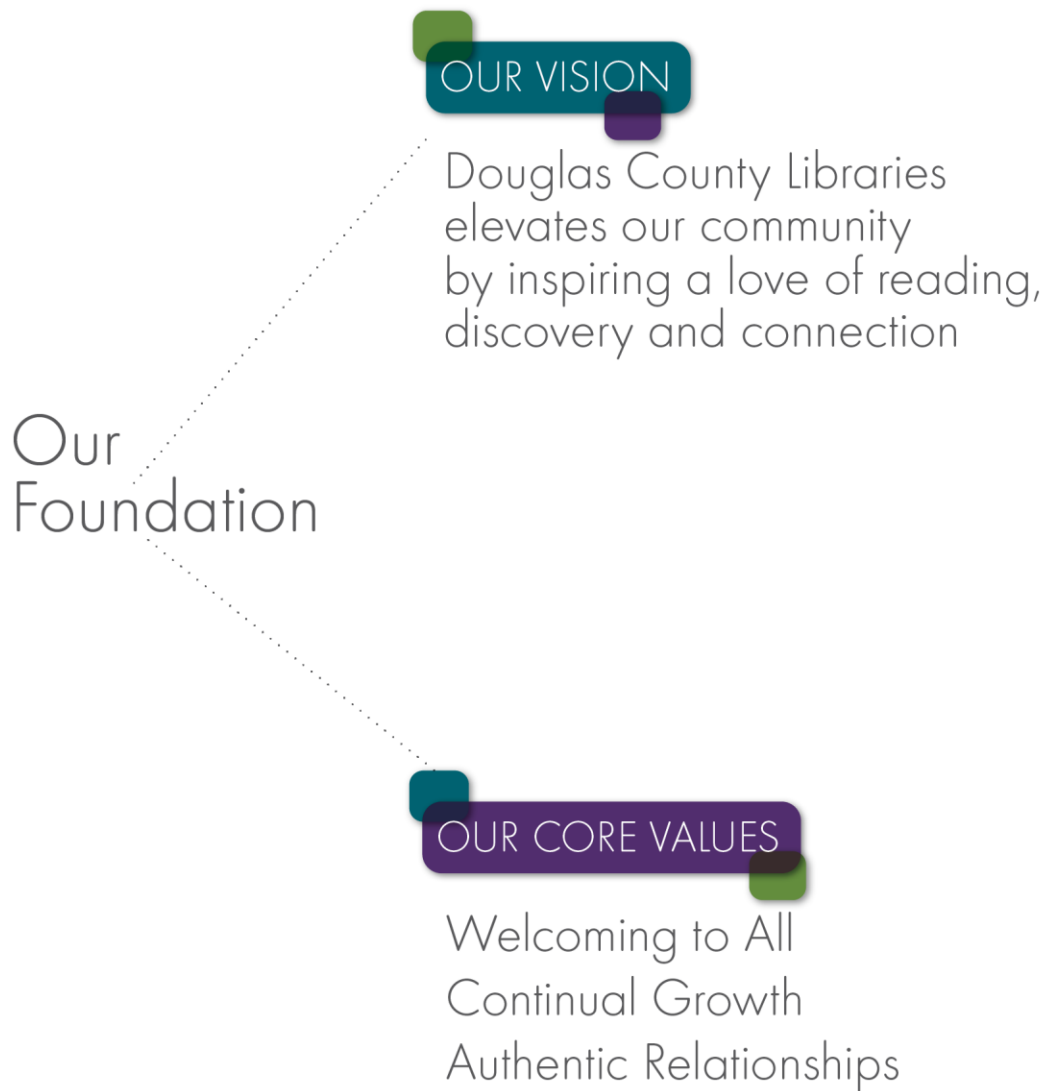 OUR VISION
Douglas County Libraries
elevates our community
by inspiring a love of reading,
discovery and connection
Our
Foundation
OUR CORE VALUES
Welcoming to All
Continual Growth
Authentic Relationships